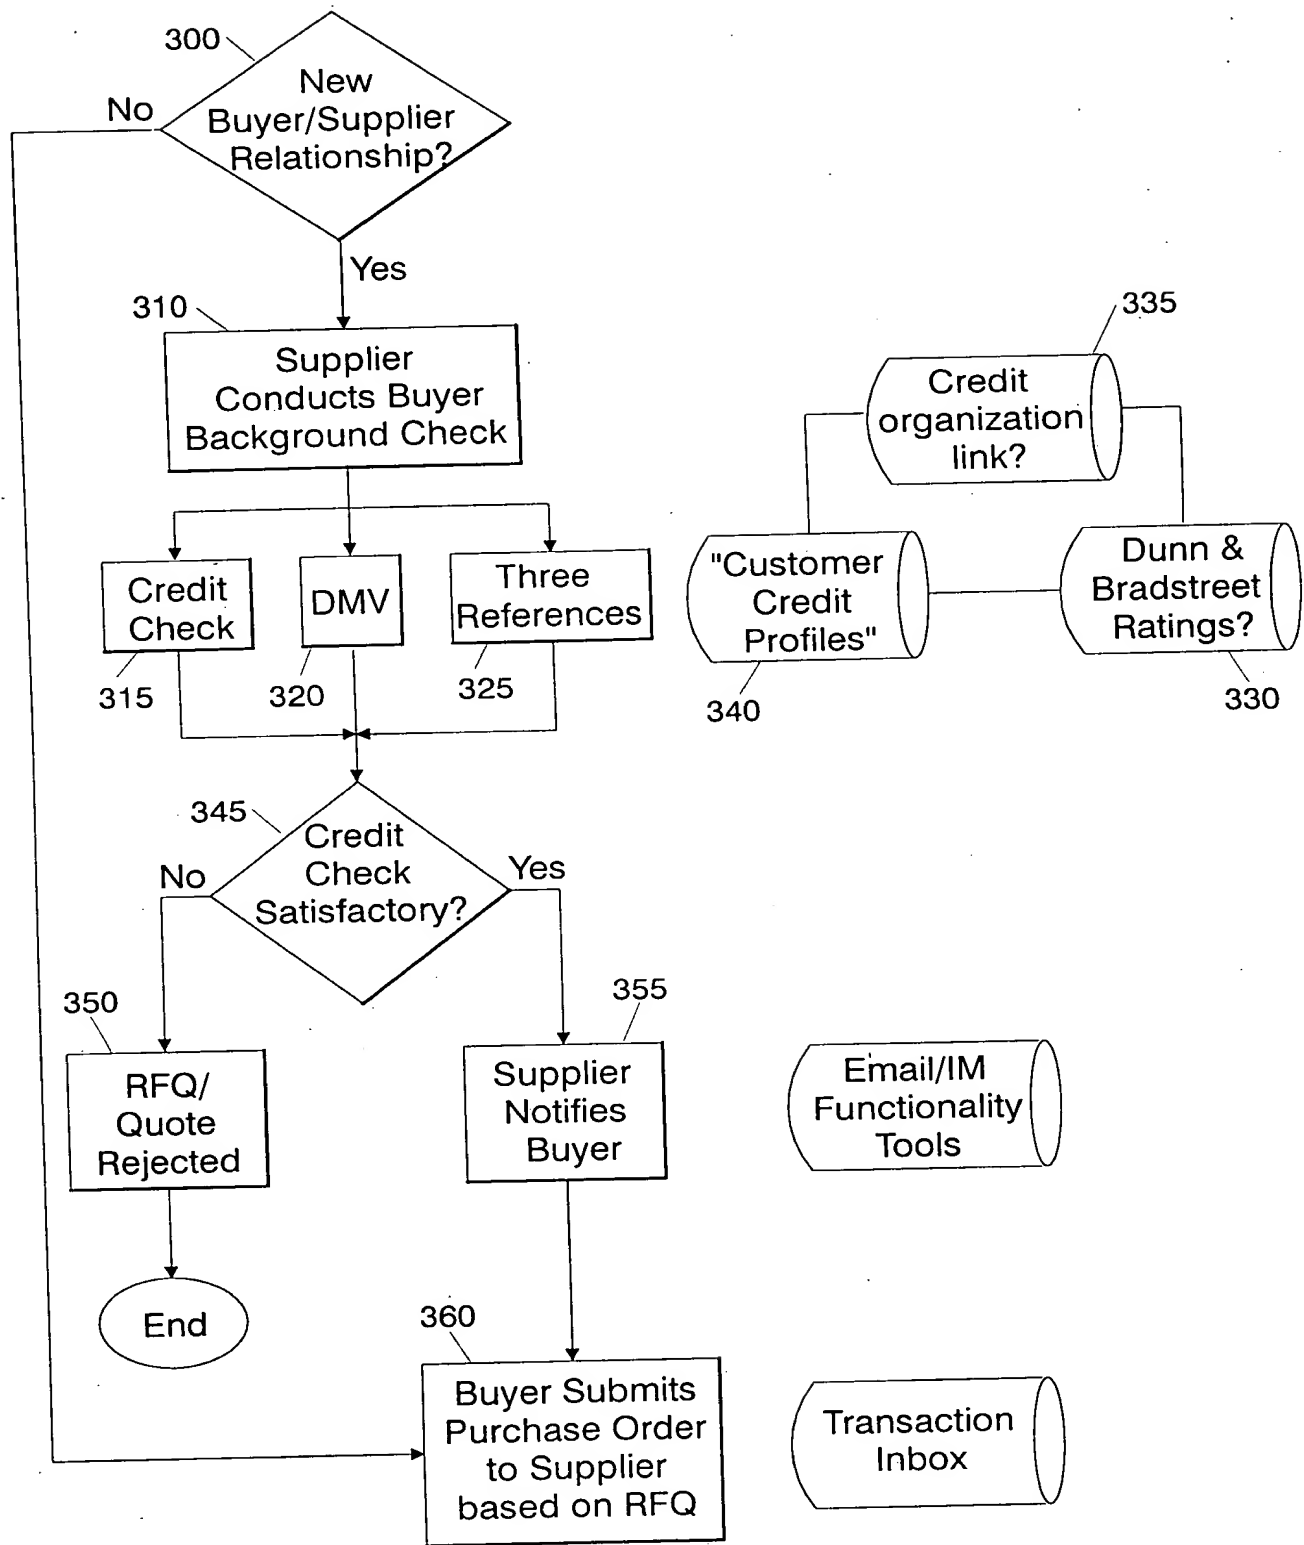 300
New
Buyer/Supplier
Relationship?
No
Yes
310
Supplier
Conducts Buyer
Background Check
335
Credit
organization
link?
Credit
Check
DMV
Three
References
"Customer
Credit
Profiles"
Dunn &
Bradstreet
Ratings?
315
320
325
340
330
345
Credit
Check
Satisfactory?
No
Yes
350
RFQ/
Quote
Rejected
355
Supplier
Notifies
Buyer
Email/IM
Functionality
Tools
End
360
Buyer Submits
Purchase Order
to Supplier
based on RFQ
Transaction
Inbox